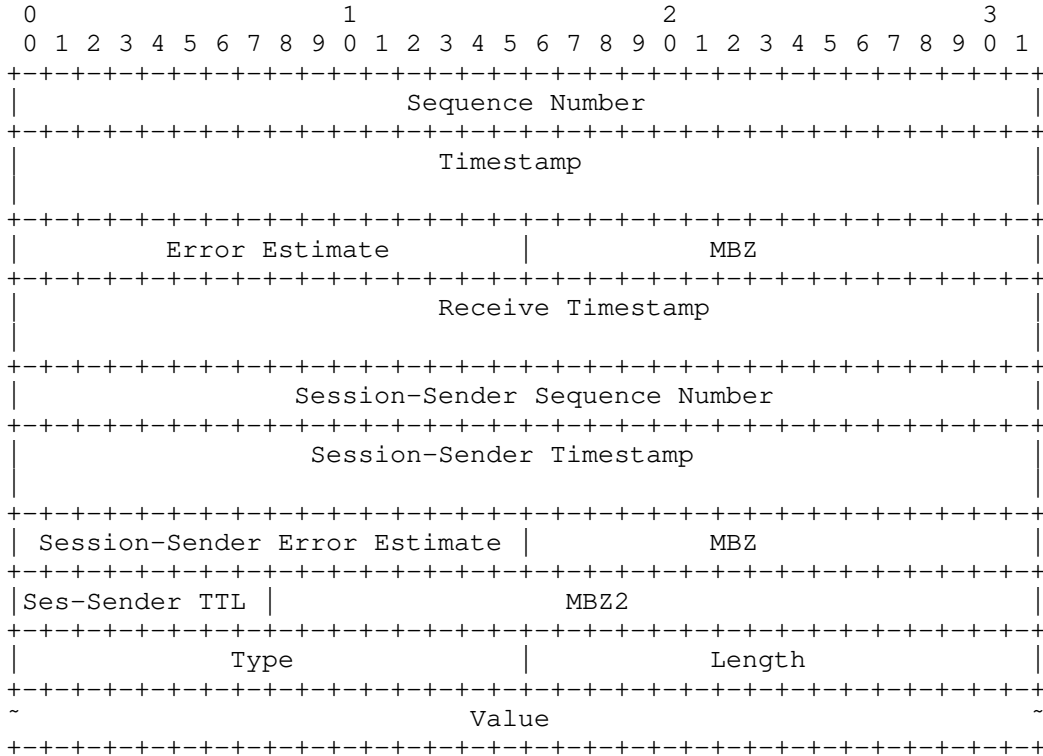 0                   1                   2                   3
 0 1 2 3 4 5 6 7 8 9 0 1 2 3 4 5 6 7 8 9 0 1 2 3 4 5 6 7 8 9 0 1
+-+-+-+-+-+-+-+-+-+-+-+-+-+-+-+-+-+-+-+-+-+-+-+-+-+-+-+-+-+-+-+-+
|                        Sequence Number                        |
+-+-+-+-+-+-+-+-+-+-+-+-+-+-+-+-+-+-+-+-+-+-+-+-+-+-+-+-+-+-+-+-+
|                          Timestamp                            |
|                                                               |
+-+-+-+-+-+-+-+-+-+-+-+-+-+-+-+-+-+-+-+-+-+-+-+-+-+-+-+-+-+-+-+-+
|         Error Estimate        |           MBZ                 |
+-+-+-+-+-+-+-+-+-+-+-+-+-+-+-+-+-+-+-+-+-+-+-+-+-+-+-+-+-+-+-+-+
|                          Receive Timestamp                    |
|                                                               |
+-+-+-+-+-+-+-+-+-+-+-+-+-+-+-+-+-+-+-+-+-+-+-+-+-+-+-+-+-+-+-+-+
|                 Session-Sender Sequence Number                |
+-+-+-+-+-+-+-+-+-+-+-+-+-+-+-+-+-+-+-+-+-+-+-+-+-+-+-+-+-+-+-+-+
|                  Session-Sender Timestamp                     |
|                                                               |
+-+-+-+-+-+-+-+-+-+-+-+-+-+-+-+-+-+-+-+-+-+-+-+-+-+-+-+-+-+-+-+-+
| Session-Sender Error Estimate |           MBZ                 |
+-+-+-+-+-+-+-+-+-+-+-+-+-+-+-+-+-+-+-+-+-+-+-+-+-+-+-+-+-+-+-+-+
|Ses-Sender TTL |                  MBZ2                         |
+-+-+-+-+-+-+-+-+-+-+-+-+-+-+-+-+-+-+-+-+-+-+-+-+-+-+-+-+-+-+-+-+
|             Type              |           Length              |
+-+-+-+-+-+-+-+-+-+-+-+-+-+-+-+-+-+-+-+-+-+-+-+-+-+-+-+-+-+-+-+-+
~                            Value                              ~
+-+-+-+-+-+-+-+-+-+-+-+-+-+-+-+-+-+-+-+-+-+-+-+-+-+-+-+-+-+-+-+-+